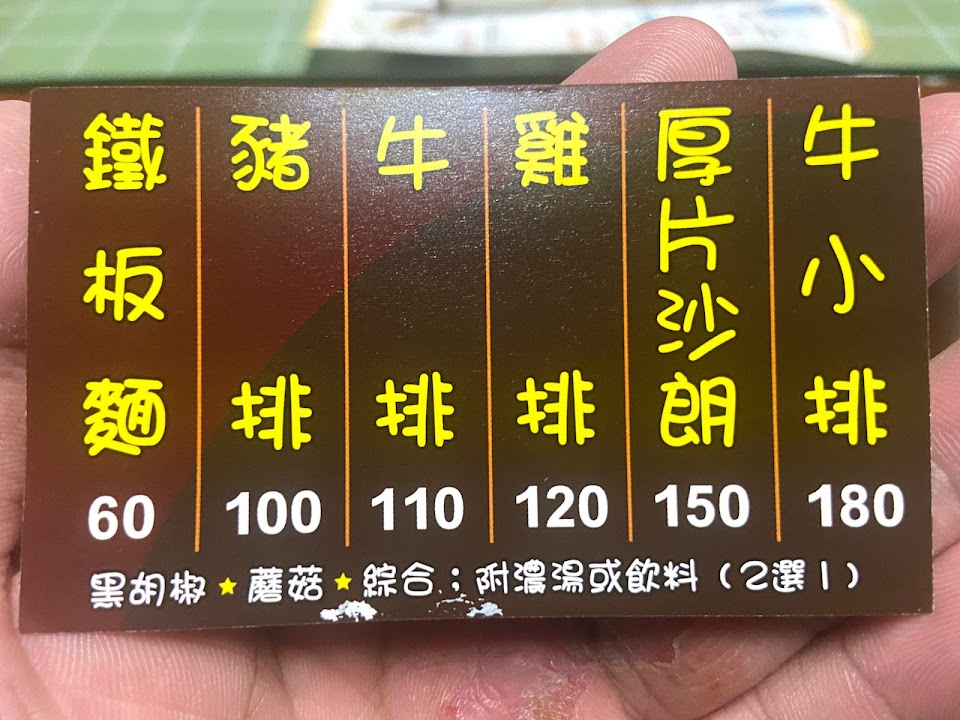 鐵板麵 60
豬排 100
牛排 110
雞排 120
厚片沙朗 150
牛小排 180
黑胡椒★蘑菇★綜合；附濃湯或飲料（2選1）